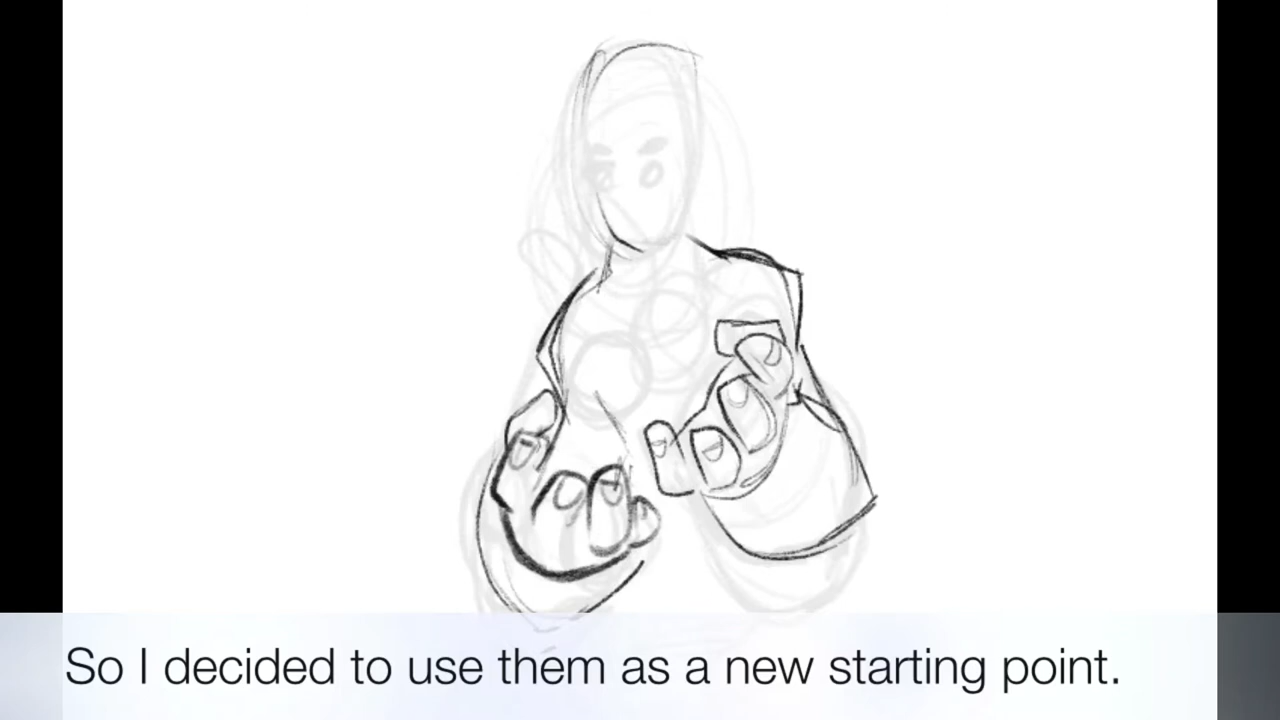 So I decided to use them as a new starting point.